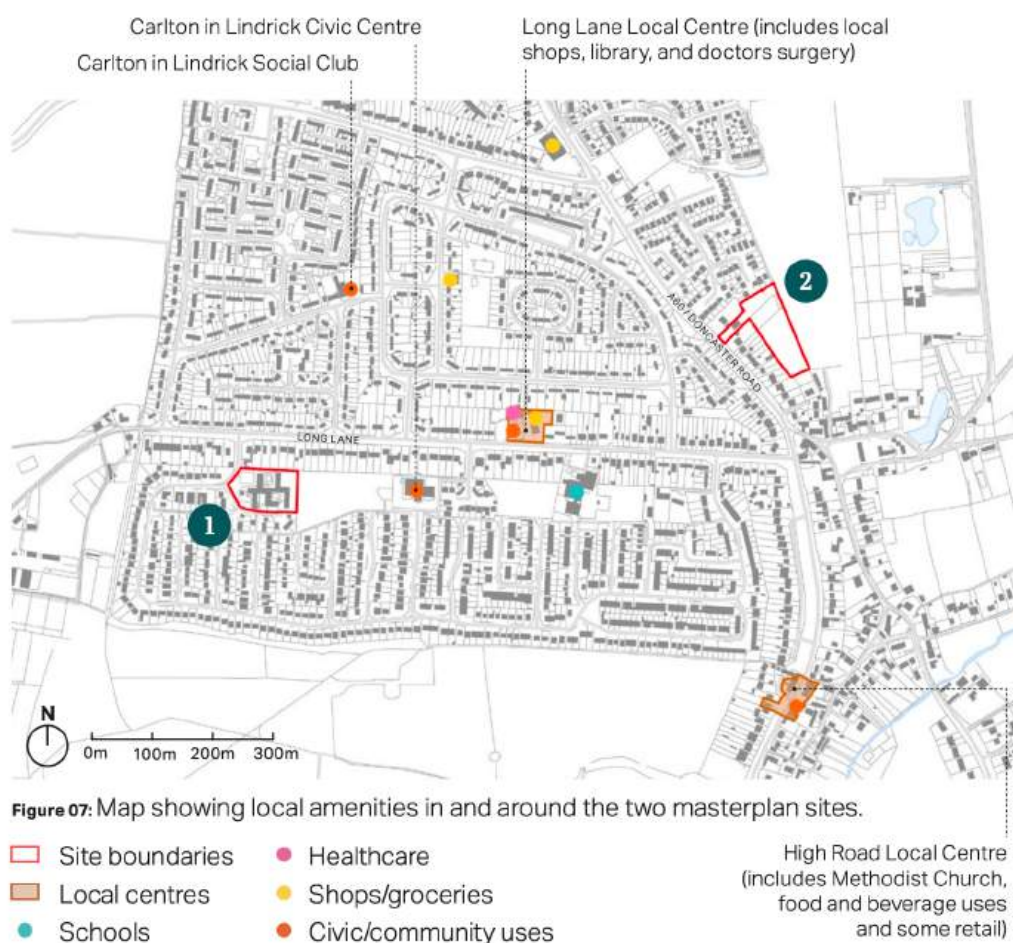 Carlton in Lindrick Civic Centre
Carlton in Lindrick Social Club
Long Lane Local Centre (includes local
shops, library, and doctors surgery)
2
A60 / DONCASTER ROAD
LONG LANE
1
N
0m 100m 200m 300m
Figure 07: Map showing local amenities in and around the two masterplan sites.
Site boundaries
Local centres
Schools
Healthcare
Shops/groceries
Civic/community uses
High Road Local Centre
(includes Methodist Church,
food and beverage uses
and some retail)